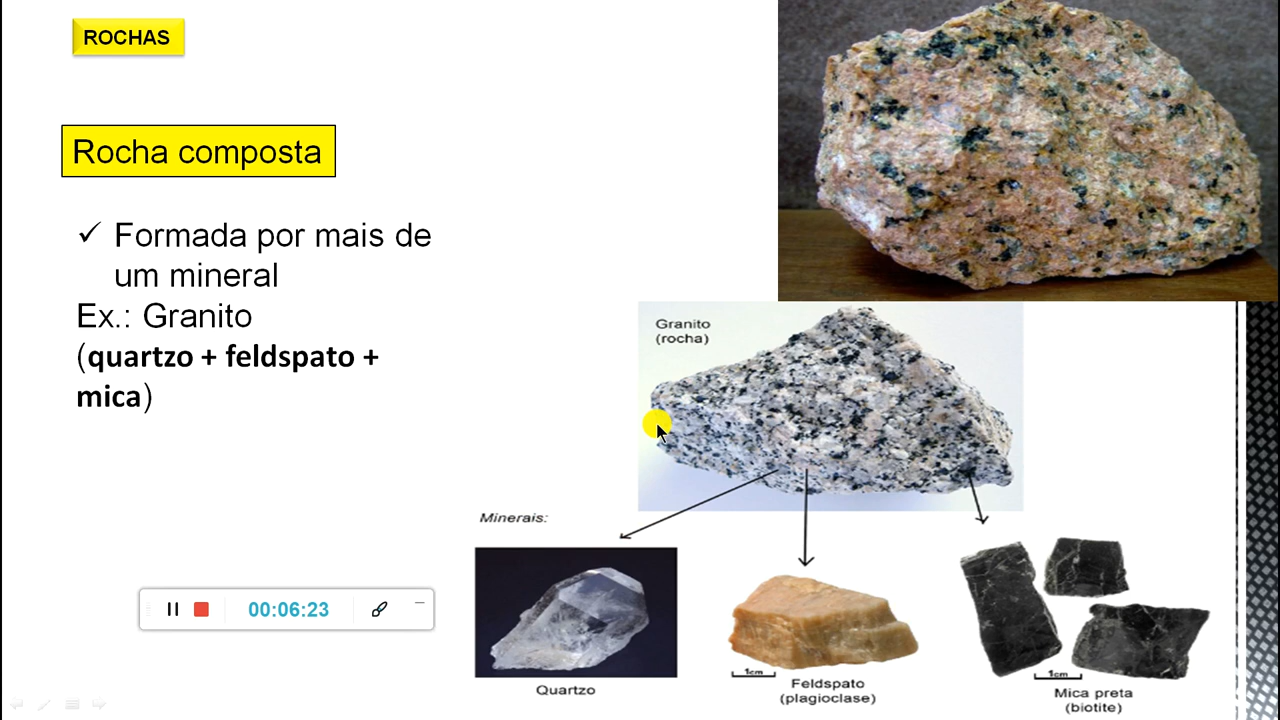 ROCHAS
Rocha composta
✓ Formada por mais de
um mineral
Ex.: Granito
(quartzo + feldspato +
mica)
Granito
(rocha)
Minerais:
Quartzo
1cm
Feldspato
(plagioclase)
1cm
Mica preta
(biotite)
00:06:23